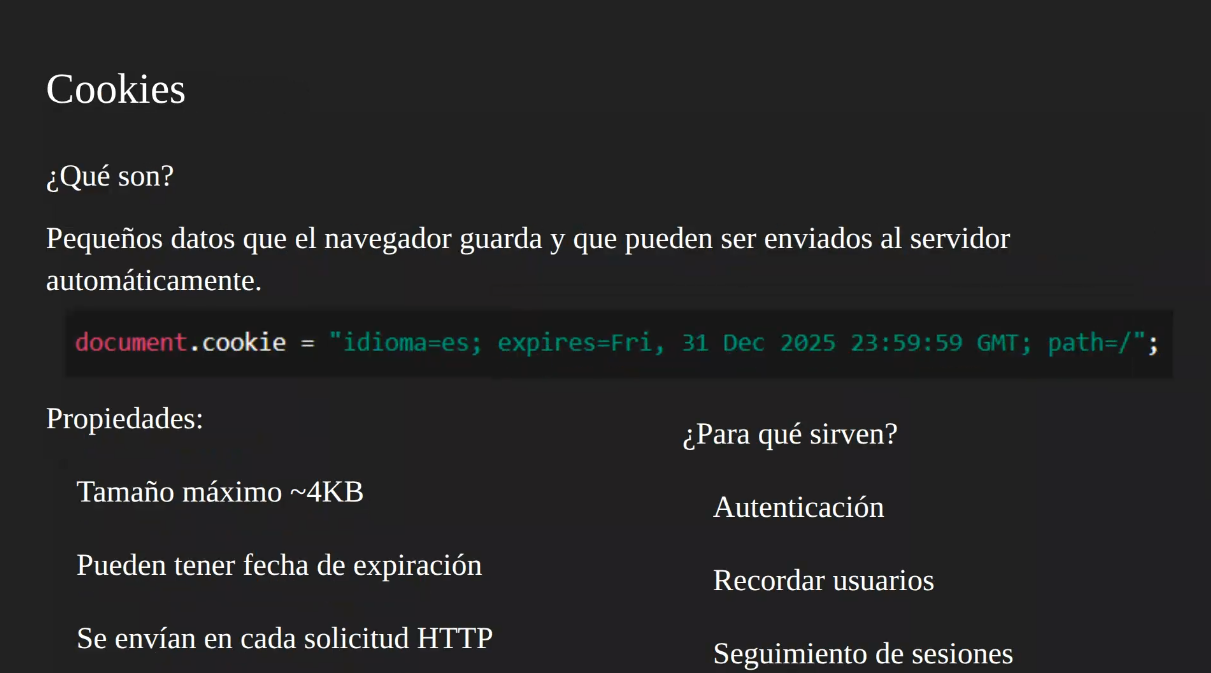 Cookies
¿Qué son?
Pequeños datos que el navegador guarda y que pueden ser enviados al servidor
automáticamente.
document.cookie = "idioma=es; expires=Fri, 31 Dec 2025 23:59:59 GMT; path=/";
Propiedades:
Tamaño máximo ~4KB
Pueden tener fecha de expiración
Se envían en cada solicitud HTTP
¿Para qué sirven?
Autenticación
Recordar usuarios
Seguimiento de sesiones